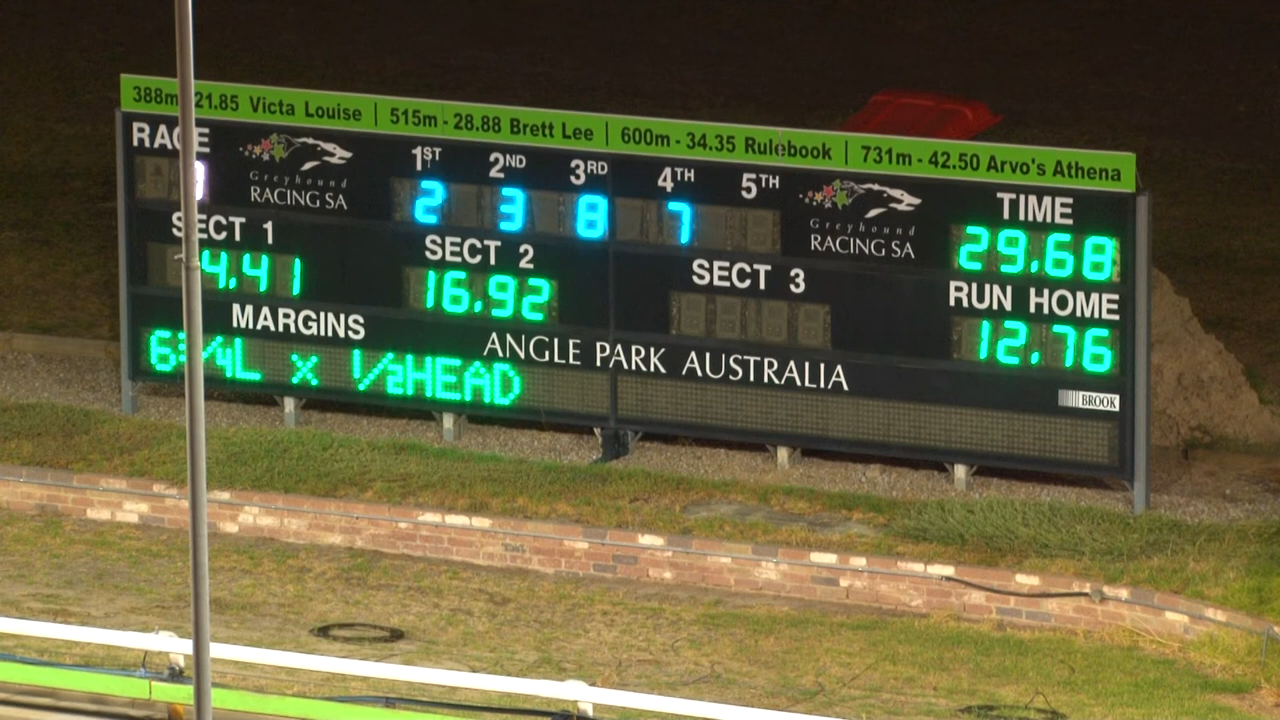 388m 21.85 Victa Louise | 515m - 28.88 Brett Lee | 600m - 34.35 Rulebook | 731m - 42.50 Arvo's Athena
RACE
Greyhound
RACING SA
1ST 2ND 3RD 4TH 5TH
2 3 8 7
Greyhound
RACING SA
TIME
29.68
SECT 1
4.41
SECT 2
16.92
SECT 3
RUN HOME
12.76
MARGINS
6¾L x ½HEAD
ANGLE PARK AUSTRALIA
BROOK